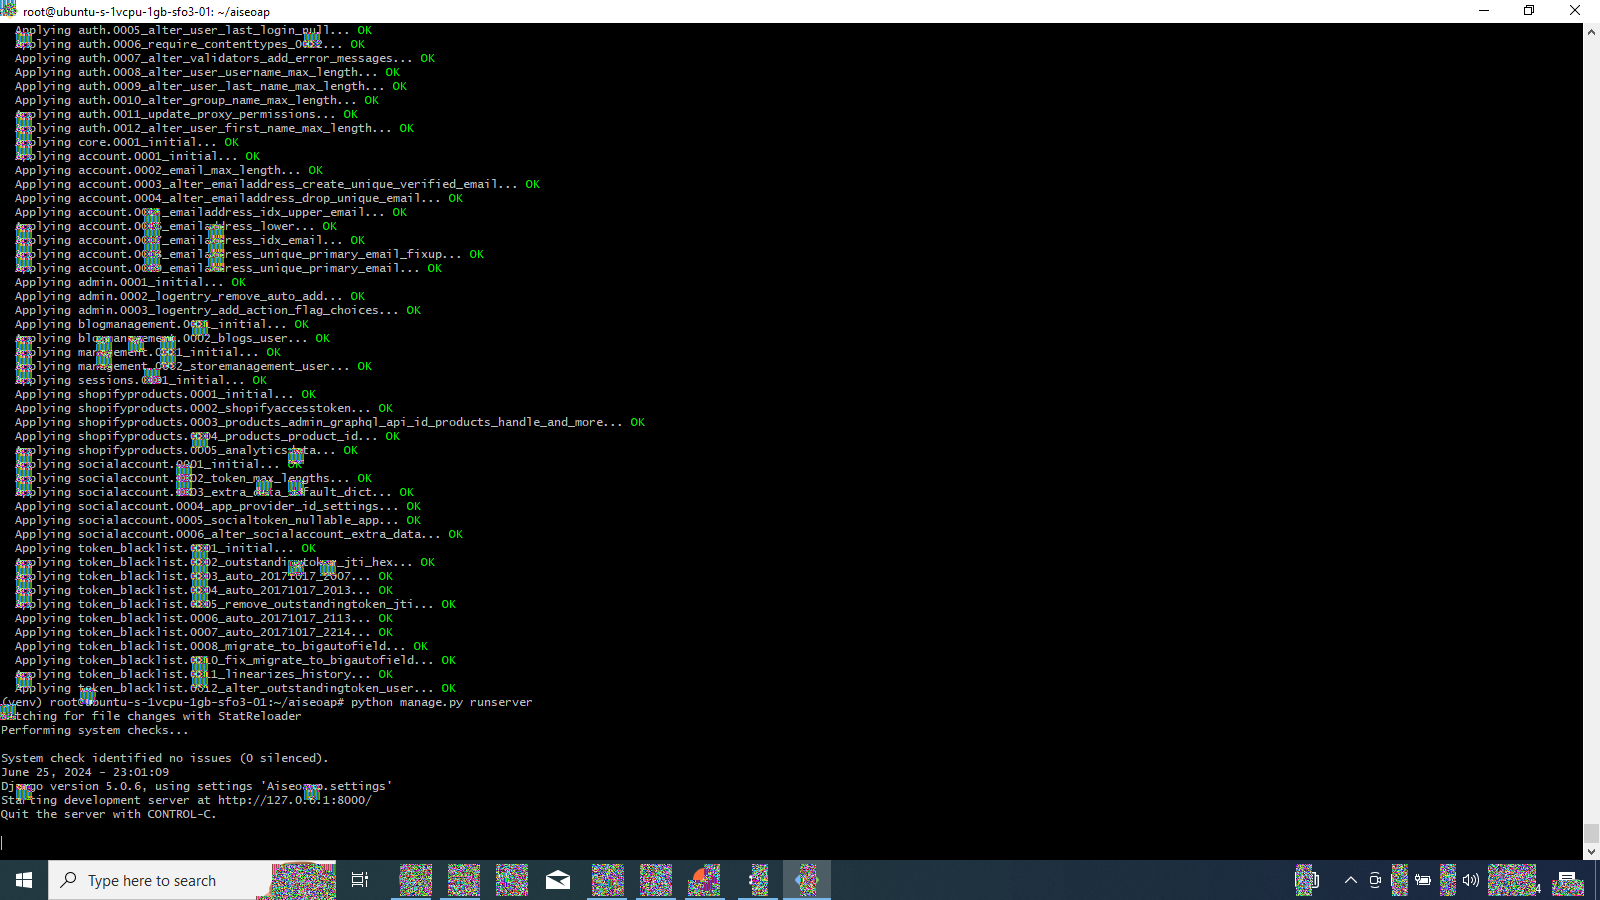 root@ubuntu-s-1vcpu-1gb-sfo3-01: ~/aiseoap
Applying auth.0005_alter_user_last_login_null... OK
Applying auth.0006_require_contenttypes_0002... OK
Applying auth.0007_alter_validators_add_error_messages... OK
Applying auth.0008_alter_user_username_max_length... OK
Applying auth.0009_alter_user_last_name_max_length... OK
Applying auth.0010_alter_group_name_max_length... OK
Applying auth.0011_update_proxy_permissions... OK
Applying auth.0012_alter_user_first_name_max_length... OK
Applying core.0001_initial... OK
Applying account.0001_initial... OK
Applying account.0002_email_max_length... OK
Applying account.0003_alter_emailaddress_create_unique_verified_email... OK
Applying account.0004_alter_emailaddress_drop_unique_email... OK
Applying account.0005_emailaddress_idx_upper_email... OK
Applying account.0006_emailaddress_lower... OK
Applying account.0007_emailaddress_idx_email... OK
Applying account.0008_emailaddress_unique_primary_email_fixup... OK
Applying account.0009_emailaddress_unique_primary_email... OK
Applying admin.0001_initial... OK
Applying admin.0002_logentry_remove_auto_add... OK
Applying admin.0003_logentry_add_action_flag_choices... OK
Applying blogmanagement.0001_initial... OK
Applying blogmanagement.0002_blogs_user... OK
Applying management.0001_initial... OK
Applying management.0002_storemanagement_user... OK
Applying sessions.0001_initial... OK
Applying shopifyproducts.0001_initial... OK
Applying shopifyproducts.0002_shopifyaccesstoken... OK
Applying shopifyproducts.0003_products_admin_graphql_api_id_products_handle_and_more... OK
Applying shopifyproducts.0004_products_product_id... OK
Applying shopifyproducts.0005_analyticsdata... OK
Applying socialaccount.0001_initial... OK
Applying socialaccount.0002_token_max_lengths... OK
Applying socialaccount.0003_extra_data_default_dict... OK
Applying socialaccount.0004_app_provider_id_settings... OK
Applying socialaccount.0005_socialtoken_nullable_app... OK
Applying socialaccount.0006_alter_socialaccount_extra_data... OK
Applying token_blacklist.0001_initial... OK
Applying token_blacklist.0002_outstandingtoken_jti_hex... OK
Applying token_blacklist.0003_auto_20171017_2007... OK
Applying token_blacklist.0004_auto_20171017_2013... OK
Applying token_blacklist.0005_remove_outstandingtoken_jti... OK
Applying token_blacklist.0006_auto_20171017_2113... OK
Applying token_blacklist.0007_auto_20171017_2214... OK
Applying token_blacklist.0008_migrate_to_bigautofield... OK
Applying token_blacklist.0010_fix_migrate_to_bigautofield... OK
Applying token_blacklist.0011_linearizes_history... OK
Applying token_blacklist.0012_alter_outstandingtoken_user... OK
(venv) root@ubuntu-s-1vcpu-1gb-sfo3-01:~/aiseoap# python manage.py runserver
Watching for file changes with StatReloader
Performing system checks...
System check identified no issues (0 silenced).
June 25, 2024 - 23:01:09
Django version 5.0.6, using settings
Starting development server at http://127.0.0.1:8000/
Quit the server with CONTROL-C.
Type here to search